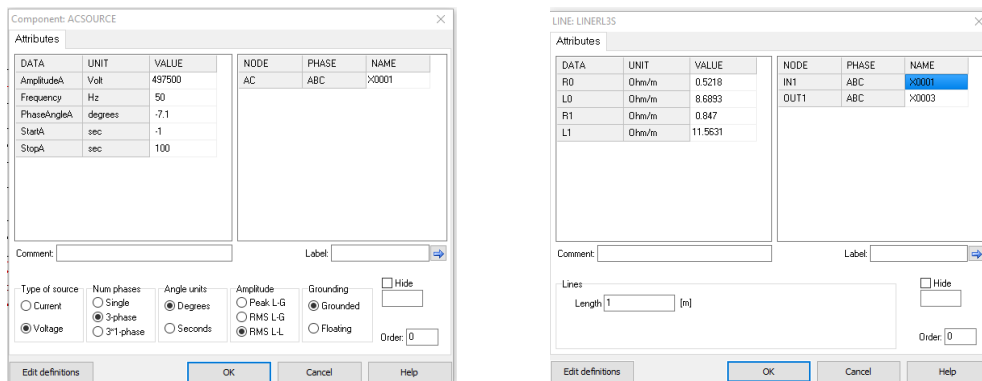 Component: ACSOURCE
Attributes
DATA UNIT VALUE
AmplitudeA Volt 497500
Frequency Hz 50
PhaseAngleA degrees -7.1
StartA sec -1
StopA sec 100
NODE PHASE NAME
AC ABC X0001
Comment:
Label:
Type of source
Current
Voltage
Num phases
Single
3-phase
3*1-phase
Angle units
Degrees
Seconds
Amplitude
Peak L-G
RMS L-G
RMS L-L
Grounding
Grounded
Floating
Hide
Order: 0
Edit definitions
OK
Cancel
Help
LINE: LINERL3S
Attributes
DATA UNIT VALUE
R0 Ohm/m 0.5218
L0 Ohm/m 8.6893
R1 Ohm/m 0.847
L1 Ohm/m 11.5631
NODE PHASE NAME
IN1 ABC X0001
OUT1 ABC X0003
Comment:
Label:
Lines
Length 1 [m]
Hide
Order: 0
Edit definitions
OK
Cancel
Help